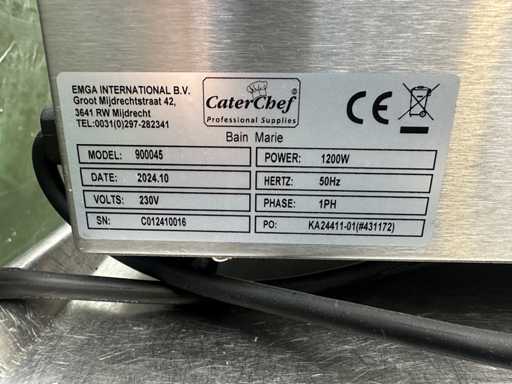 EMGA INTERNATIONAL B.V.
Groot Mijdrechtstraat 42,
3641 RW Mijdrecht
TEL:0031(0)297-282341
CaterChef
Professional Supplies
CE
Bain Marie
MODEL: 900045
POWER: 1200W
DATE: 2024.10
HERTZ: 50Hz
VOLTS: 230V
PHASE: 1PH
SN: C012410016
PO: KA24411-01(#431172)